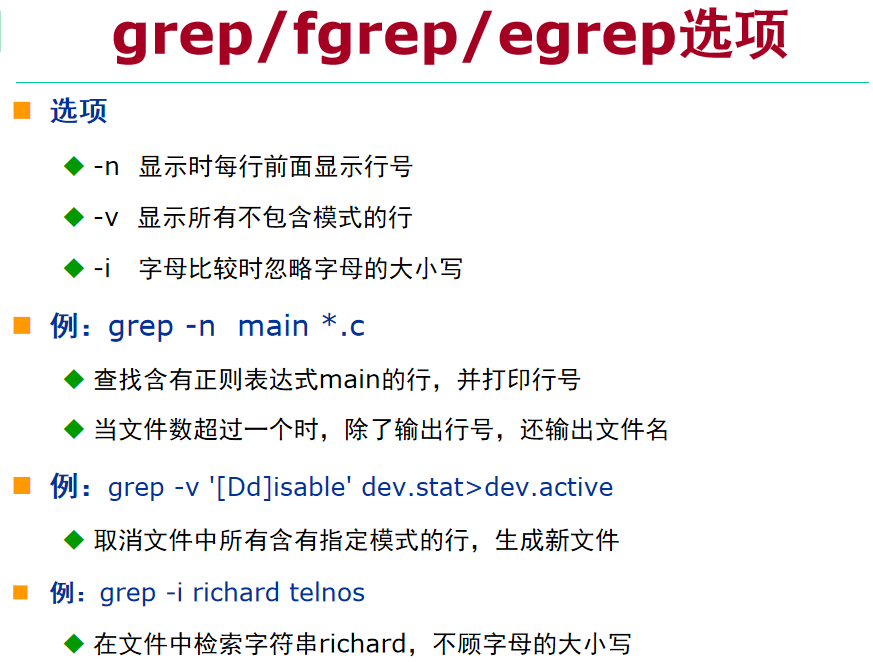 grep/fgrep/egrep选项
选项
-n 显示时每行前面显示行号
-v 显示所有不包含模式的行
-i 字母比较时忽略字母的大小写
例：grep -n main *.c
查找含有正则表达式main的行，并打印行号
当文件数超过一个时，除了输出行号，还输出文件名
例：grep -v '[Dd]isable' dev.stat>dev.active
取消文件中所有含有指定模式的行，生成新文件
例：grep -i richard telnos
在文件中检索字符串richard，不顾字母的大小写